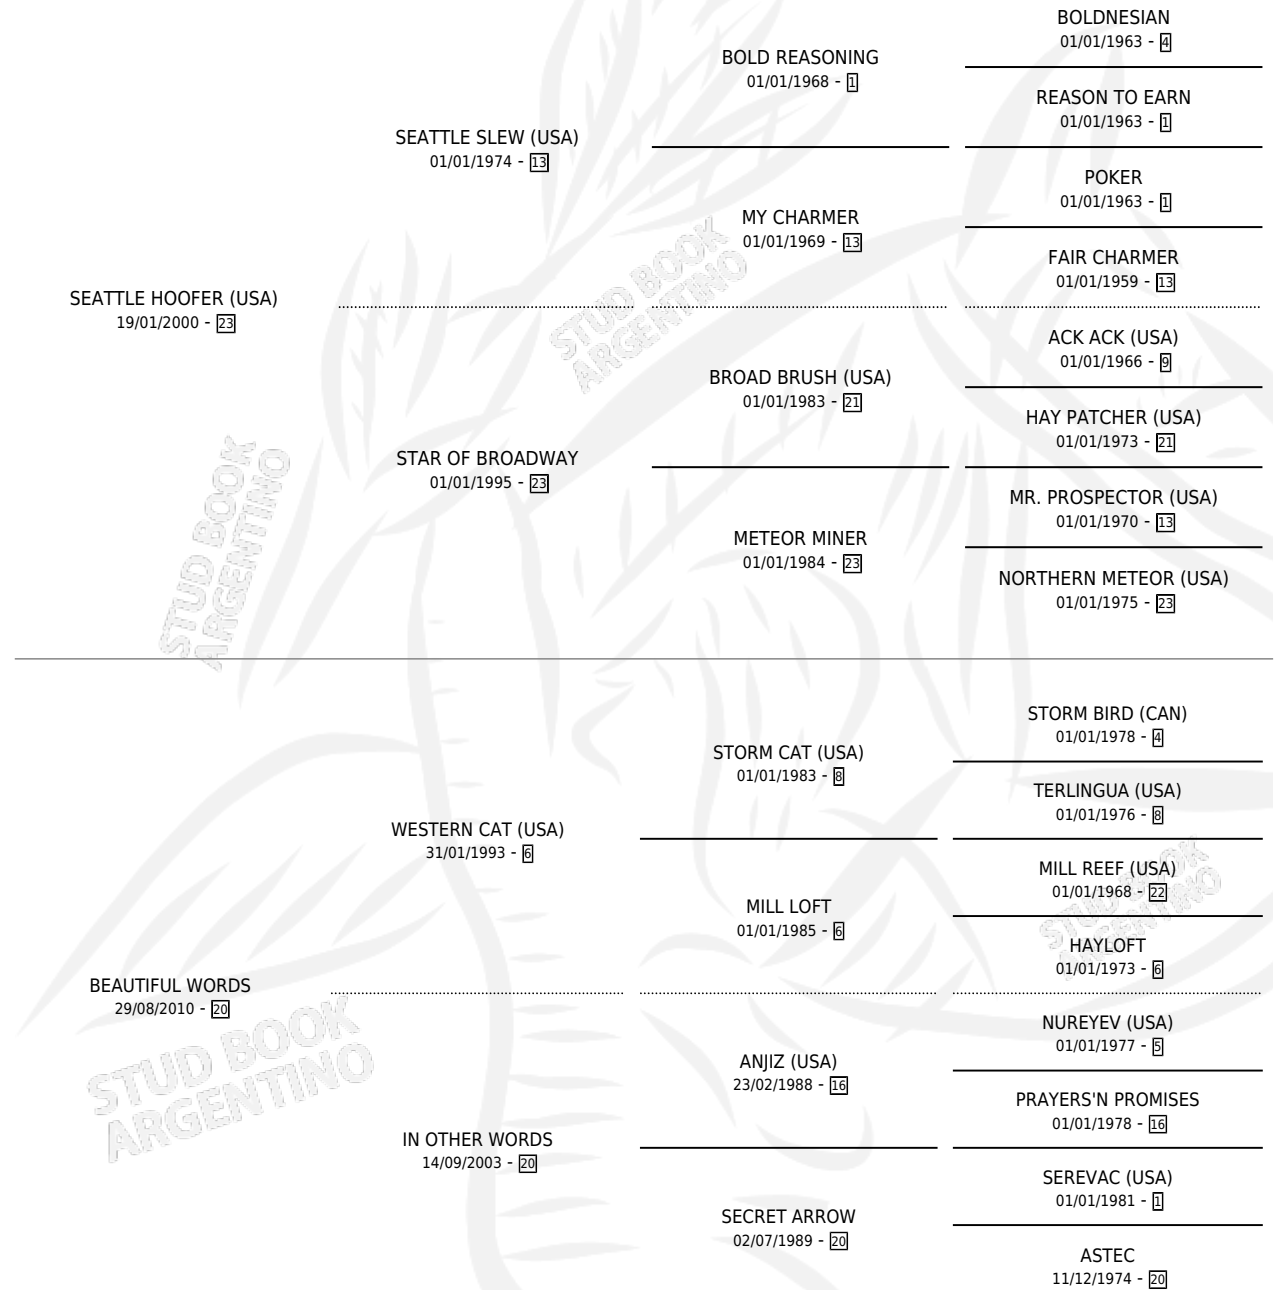 BOLDNESIAN
01/01/1963 - 4
BOLD REASONING
01/01/1968 - 1
REASON TO EARN
01/01/1963 - 1
SEATTLE SLEW (USA)
01/01/1974 - 13
POKER
01/01/1963 - 1
MY CHARMER
01/01/1969 - 13
FAIR CHARMER
01/01/1959 - 13
SEATTLE HOOFER (USA)
19/01/2000 - 23
STUD BOOK
ARGENTINO
ACK ACK (USA)
01/01/1966 - 9
BROAD BRUSH (USA)
01/01/1983 - 21
HAY PATCHER (USA)
01/01/1973 - 21
STAR OF BROADWAY
01/01/1995 - 23
MR. PROSPECTOR (USA)
01/01/1970 - 13
METEOR MINER
01/01/1984 - 23
NORTHERN METEOR (USA)
01/01/1975 - 23
STUD BOOK
ARGENTINO
STORM BIRD (CAN)
01/01/1978 - 4
STORM CAT (USA)
01/01/1983 - 8
TERLINGUA (USA)
01/01/1976 - 8
WESTERN CAT (USA)
31/01/1993 - 6
MILL REEF (USA)
01/01/1968 - 22
MILL LOFT
01/01/1985 - 6
STUD BOOK
ARGENTINO
HAYLOFT
01/01/1973 - 6
BEAUTIFUL WORDS
29/08/2010 - 20
STUD BOOK
ARGENTINO
NUREYEV (USA)
01/01/1977 - 5
ANJIZ (USA)
23/02/1988 - 16
PRAYERS'N PROMISES
01/01/1978 - 16
IN OTHER WORDS
14/09/2003 - 20
SEREVAC (USA)
01/01/1981 - 1
SECRET ARROW
02/07/1989 - 20
ASTEC
11/12/1974 - 20